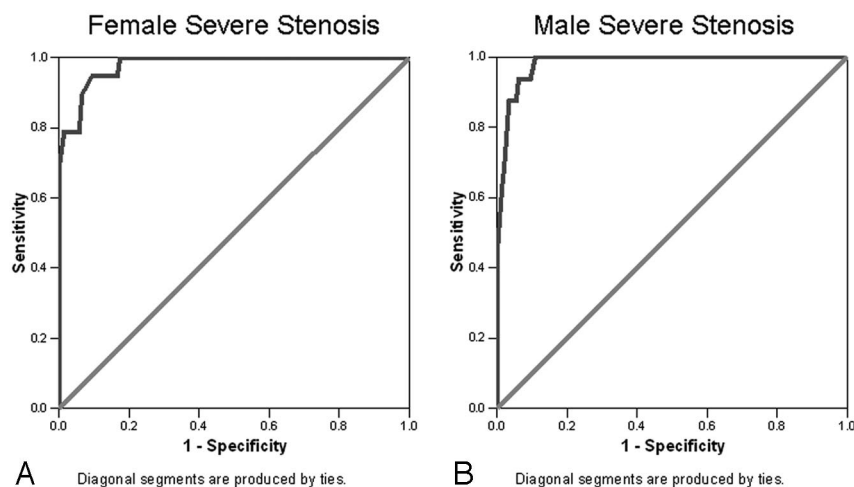 Female Severe Stenosis
1.0
0.8
0.6
0.4
0.2
0.0
Sensitivity
0.0 0.2 0.4 0.6 0.8 1.0
1 - Specificity
A Diagonal segments are produced by ties.
Male Severe Stenosis
1.0
0.8
0.6
0.4
0.2
0.0
Sensitivity
0.0 0.2 0.4 0.6 0.8 1.0
1 - Specificity
B Diagonal segments are produced by ties.